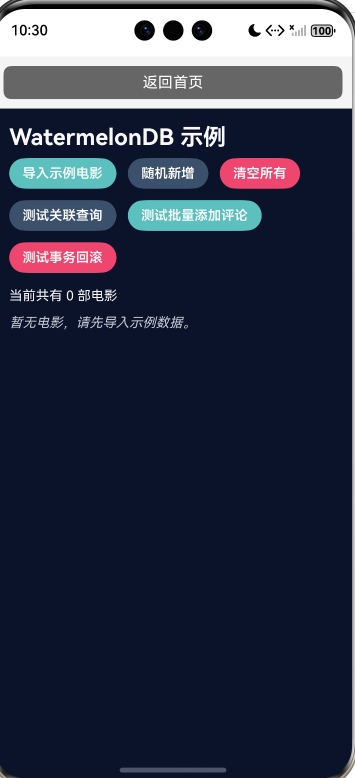 10:30
100
返回首页
WatermelonDB 示例
导入示例电影 随机新增 清空所有
测试关联查询 测试批量添加评论
测试事务回滚
当前共有 0 部电影
暂无电影，请先导入示例数据。